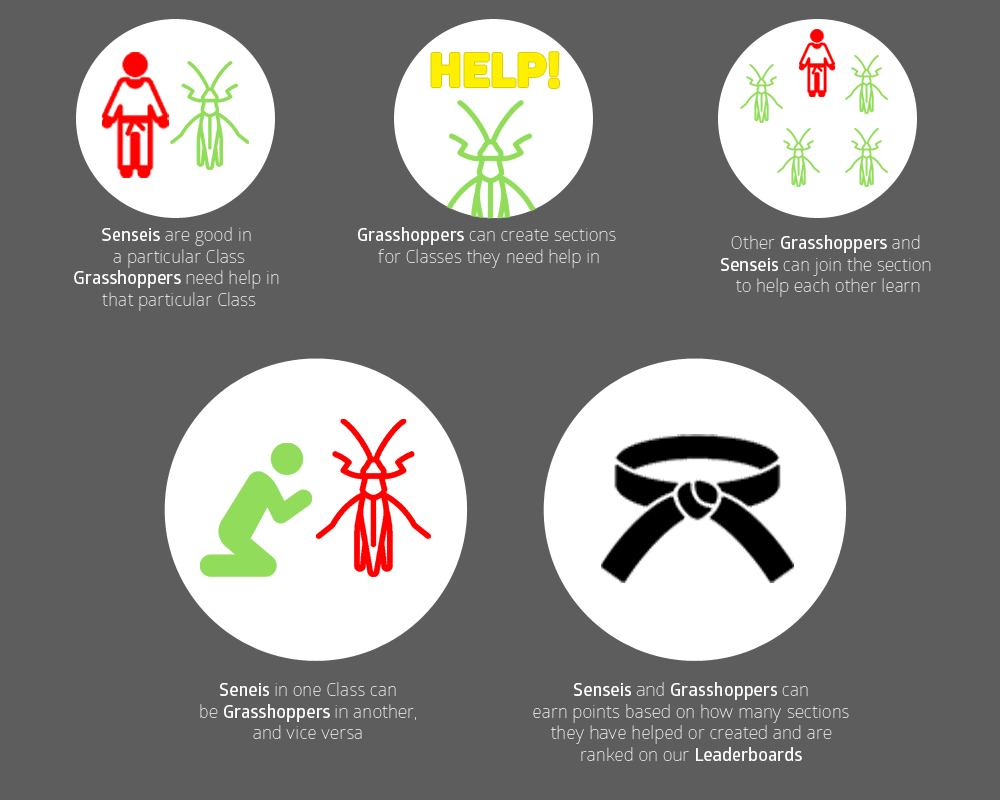 Senseis are good in
a particular Class
Grasshoppers need help in
that particular Class
HELP!
Grasshoppers can create sections
for Classes they need help in
Other Grasshoppers and
Senseis can join the section
to help each other learn
Seneis in one Class can
be Grasshoppers in another,
and vice versa
Senseis and Grasshoppers can
earn points based on how many sections
they have helped or created and are
ranked on our Leaderboards